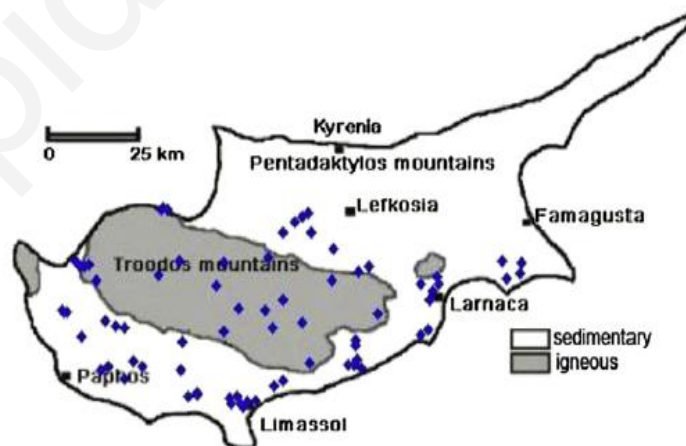 Kyrenia
Pentadaktylos mountains
0 25 km
Lefkosia
Famagusta
Troodos mountains
Larnaca
sedimentary
igneous
Paphos
Limassol